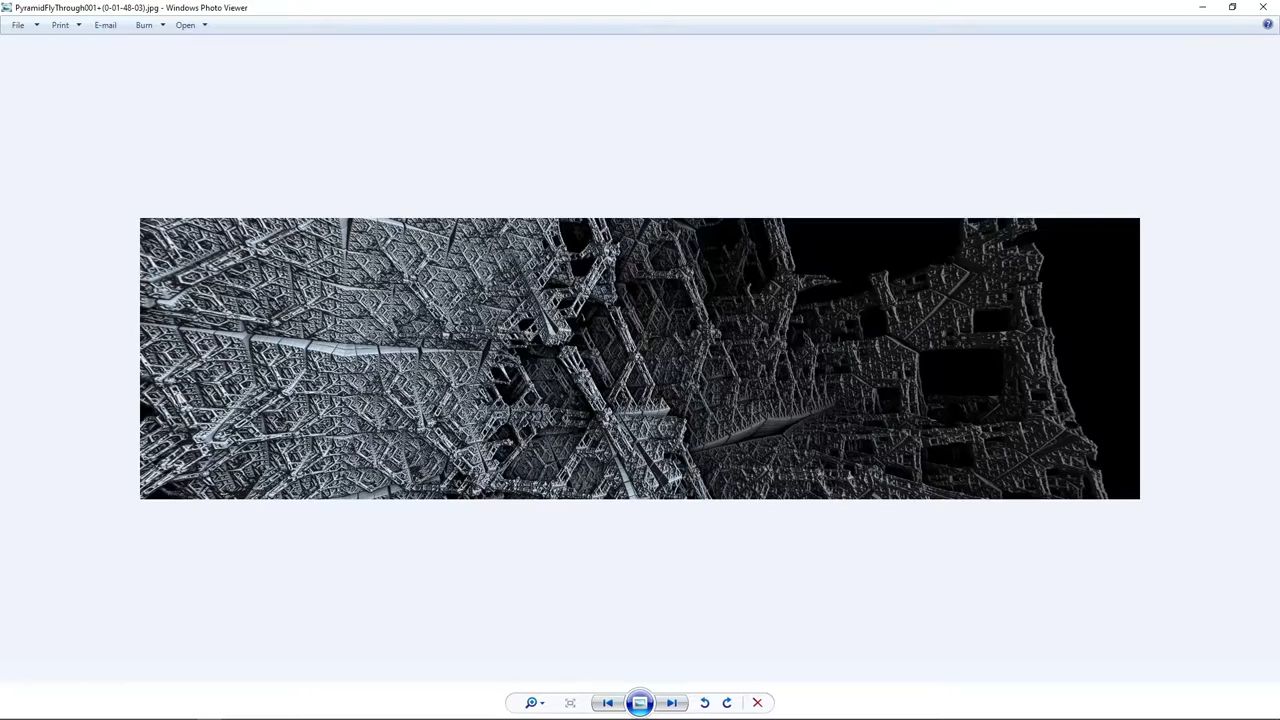 PyramidFlyThrough001+(0-01-48-03).jpg - Windows Photo Viewer
File Print E-mail Burn Open